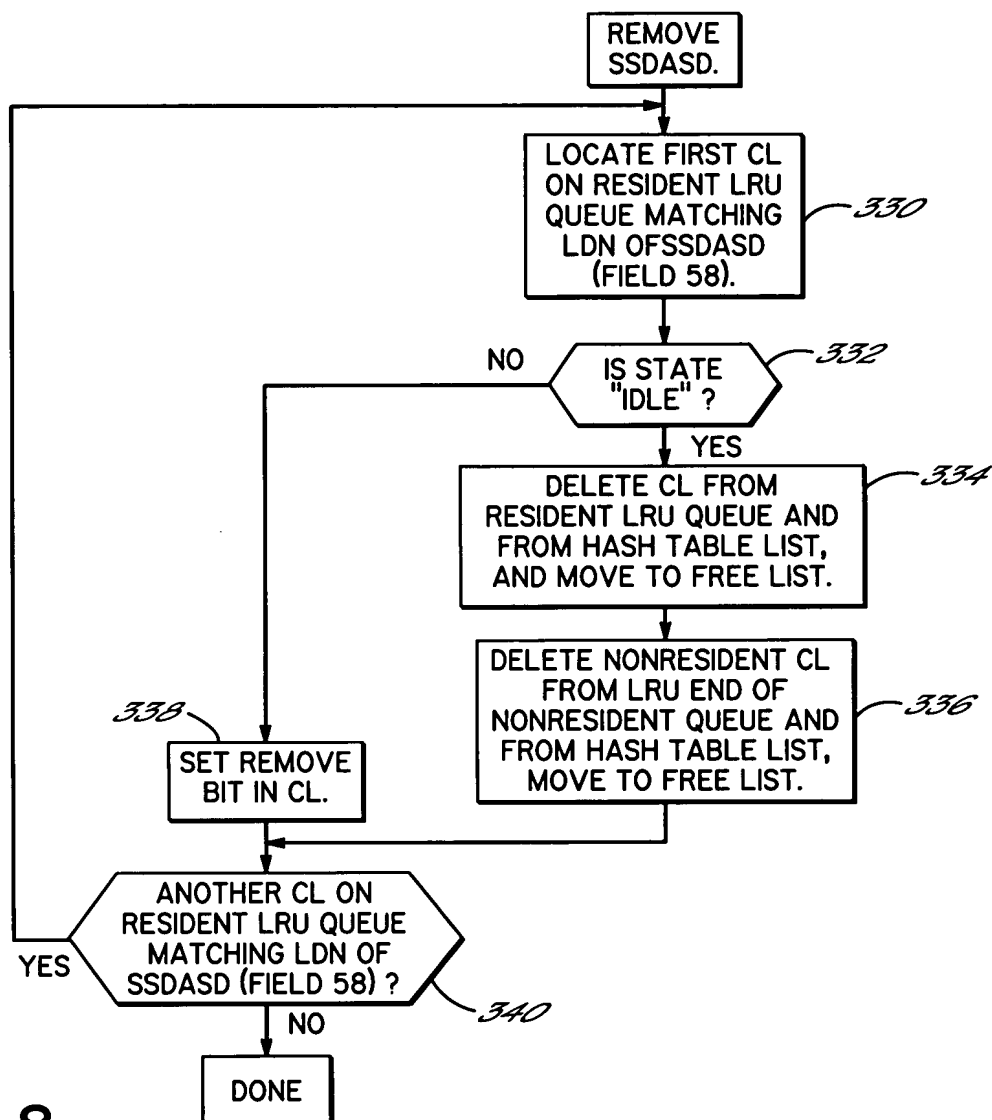 REMOVE
SSDASD.
LOCATE FIRST CL
ON RESIDENT LRU
QUEUE MATCHING
LDN OFSSDASD
(FIELD 58).
330
IS STATE
"IDLE" ?
332
NO
YES
DELETE CL FROM
RESIDENT LRU QUEUE AND
FROM HASH TABLE LIST,
AND MOVE TO FREE LIST.
334
DELETE NONRESIDENT CL
FROM LRU END OF
NONRESIDENT QUEUE AND
FROM HASH TABLE LIST,
MOVE TO FREE LIST.
336
338
SET REMOVE
BIT IN CL.
ANOTHER CL ON
RESIDENT LRU QUEUE
MATCHING LDN OF
SSDASD (FIELD 58) ?
340
YES
NO
DONE